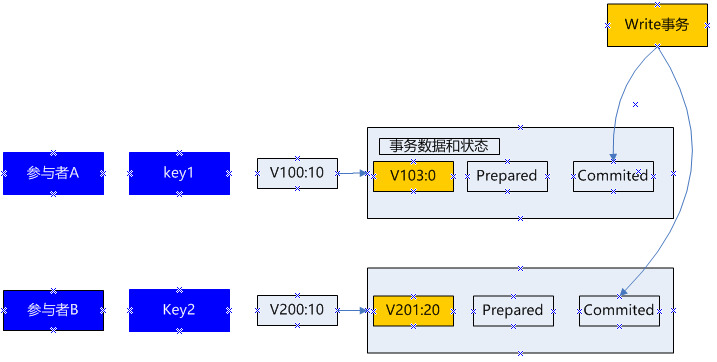 Write事务
事务数据和状态
参与者A
key1
V100:10
V103:0
Prepared
Commited
参与者B
Key2
V200:10
V201:20
Prepared
Commited